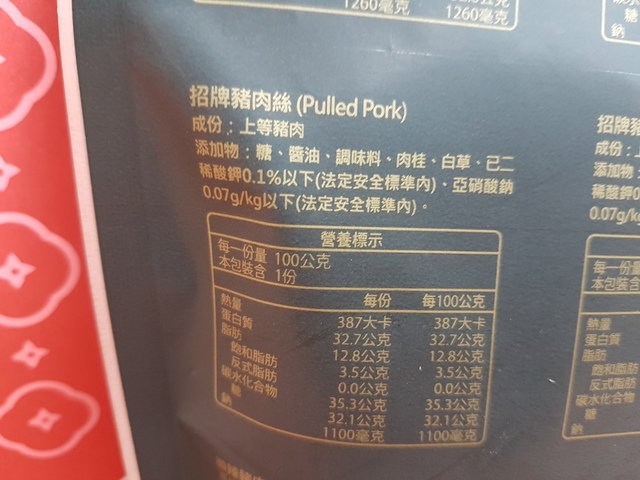 1260毫克 1260毫克
招牌豬肉絲 (Pulled Pork)
成份：上等豬肉
添加物：糖、醬油、調味料、肉桂、白草、己二
稀酸鉀0.1%以下(法定安全標準內)、亞硝酸鈉
0.07g/kg以下(法定安全標準內)。
營養標示
每一份量 100公克
本包裝含 1份
每份 每100公克
熱量 387大卡 387大卡
蛋白質 32.7公克 32.7公克
脂肪 12.8公克 12.8公克
飽和脂肪 3.5公克 3.5公克
反式脂肪 0.0公克 0.0公克
碳水化合物 35.3公克 35.3公克
糖 32.1公克 32.1公克
鈉 1100毫克 1100毫克
糖
鈉
招牌豬
成份：
添加物：
稀酸鉀0
0.07g/k
每一份量
本包裝含
熱量
蛋白質
脂肪
飽和脂肪
反式脂肪
碳水化合物
糖
鈉